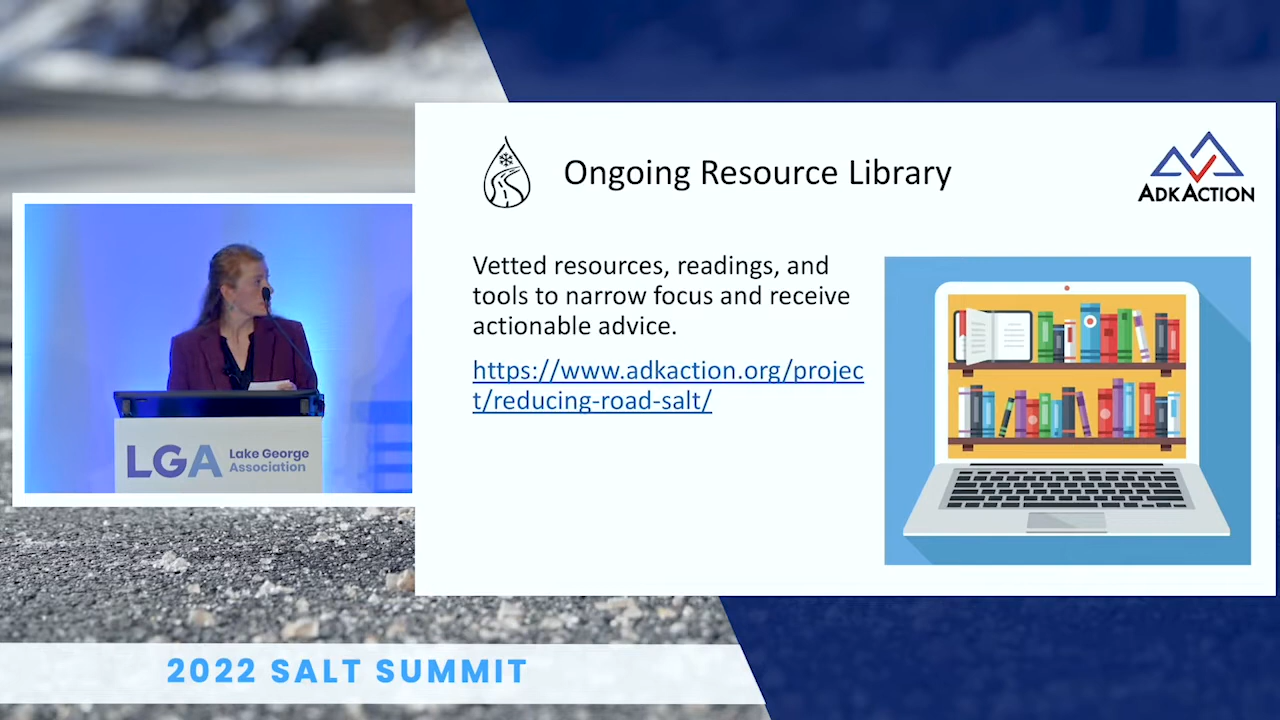 Ongoing Resource Library
ADKACTION
Vetted resources, readings, and
tools to narrow focus and receive
actionable advice.
https://www.adkaction.org/projec
t/reducing-road-salt/
LGA
Lake George
Association
2022 SALT SUMMIT